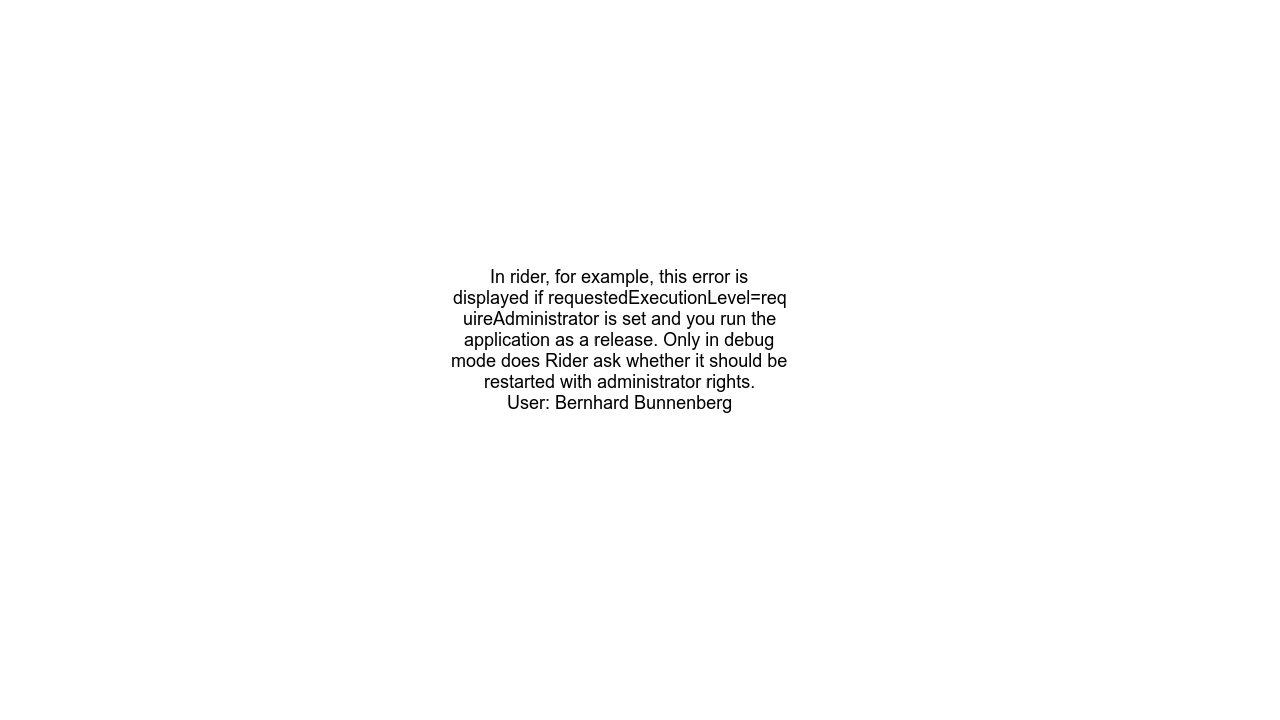 In rider, for example, this error is
displayed if requestedExecutionLevel=req
uireAdministrator is set and you run the
application as a release. Only in debug
mode does Rider ask whether it should be
restarted with administrator rights.
User: Bernhard Bunnenberg